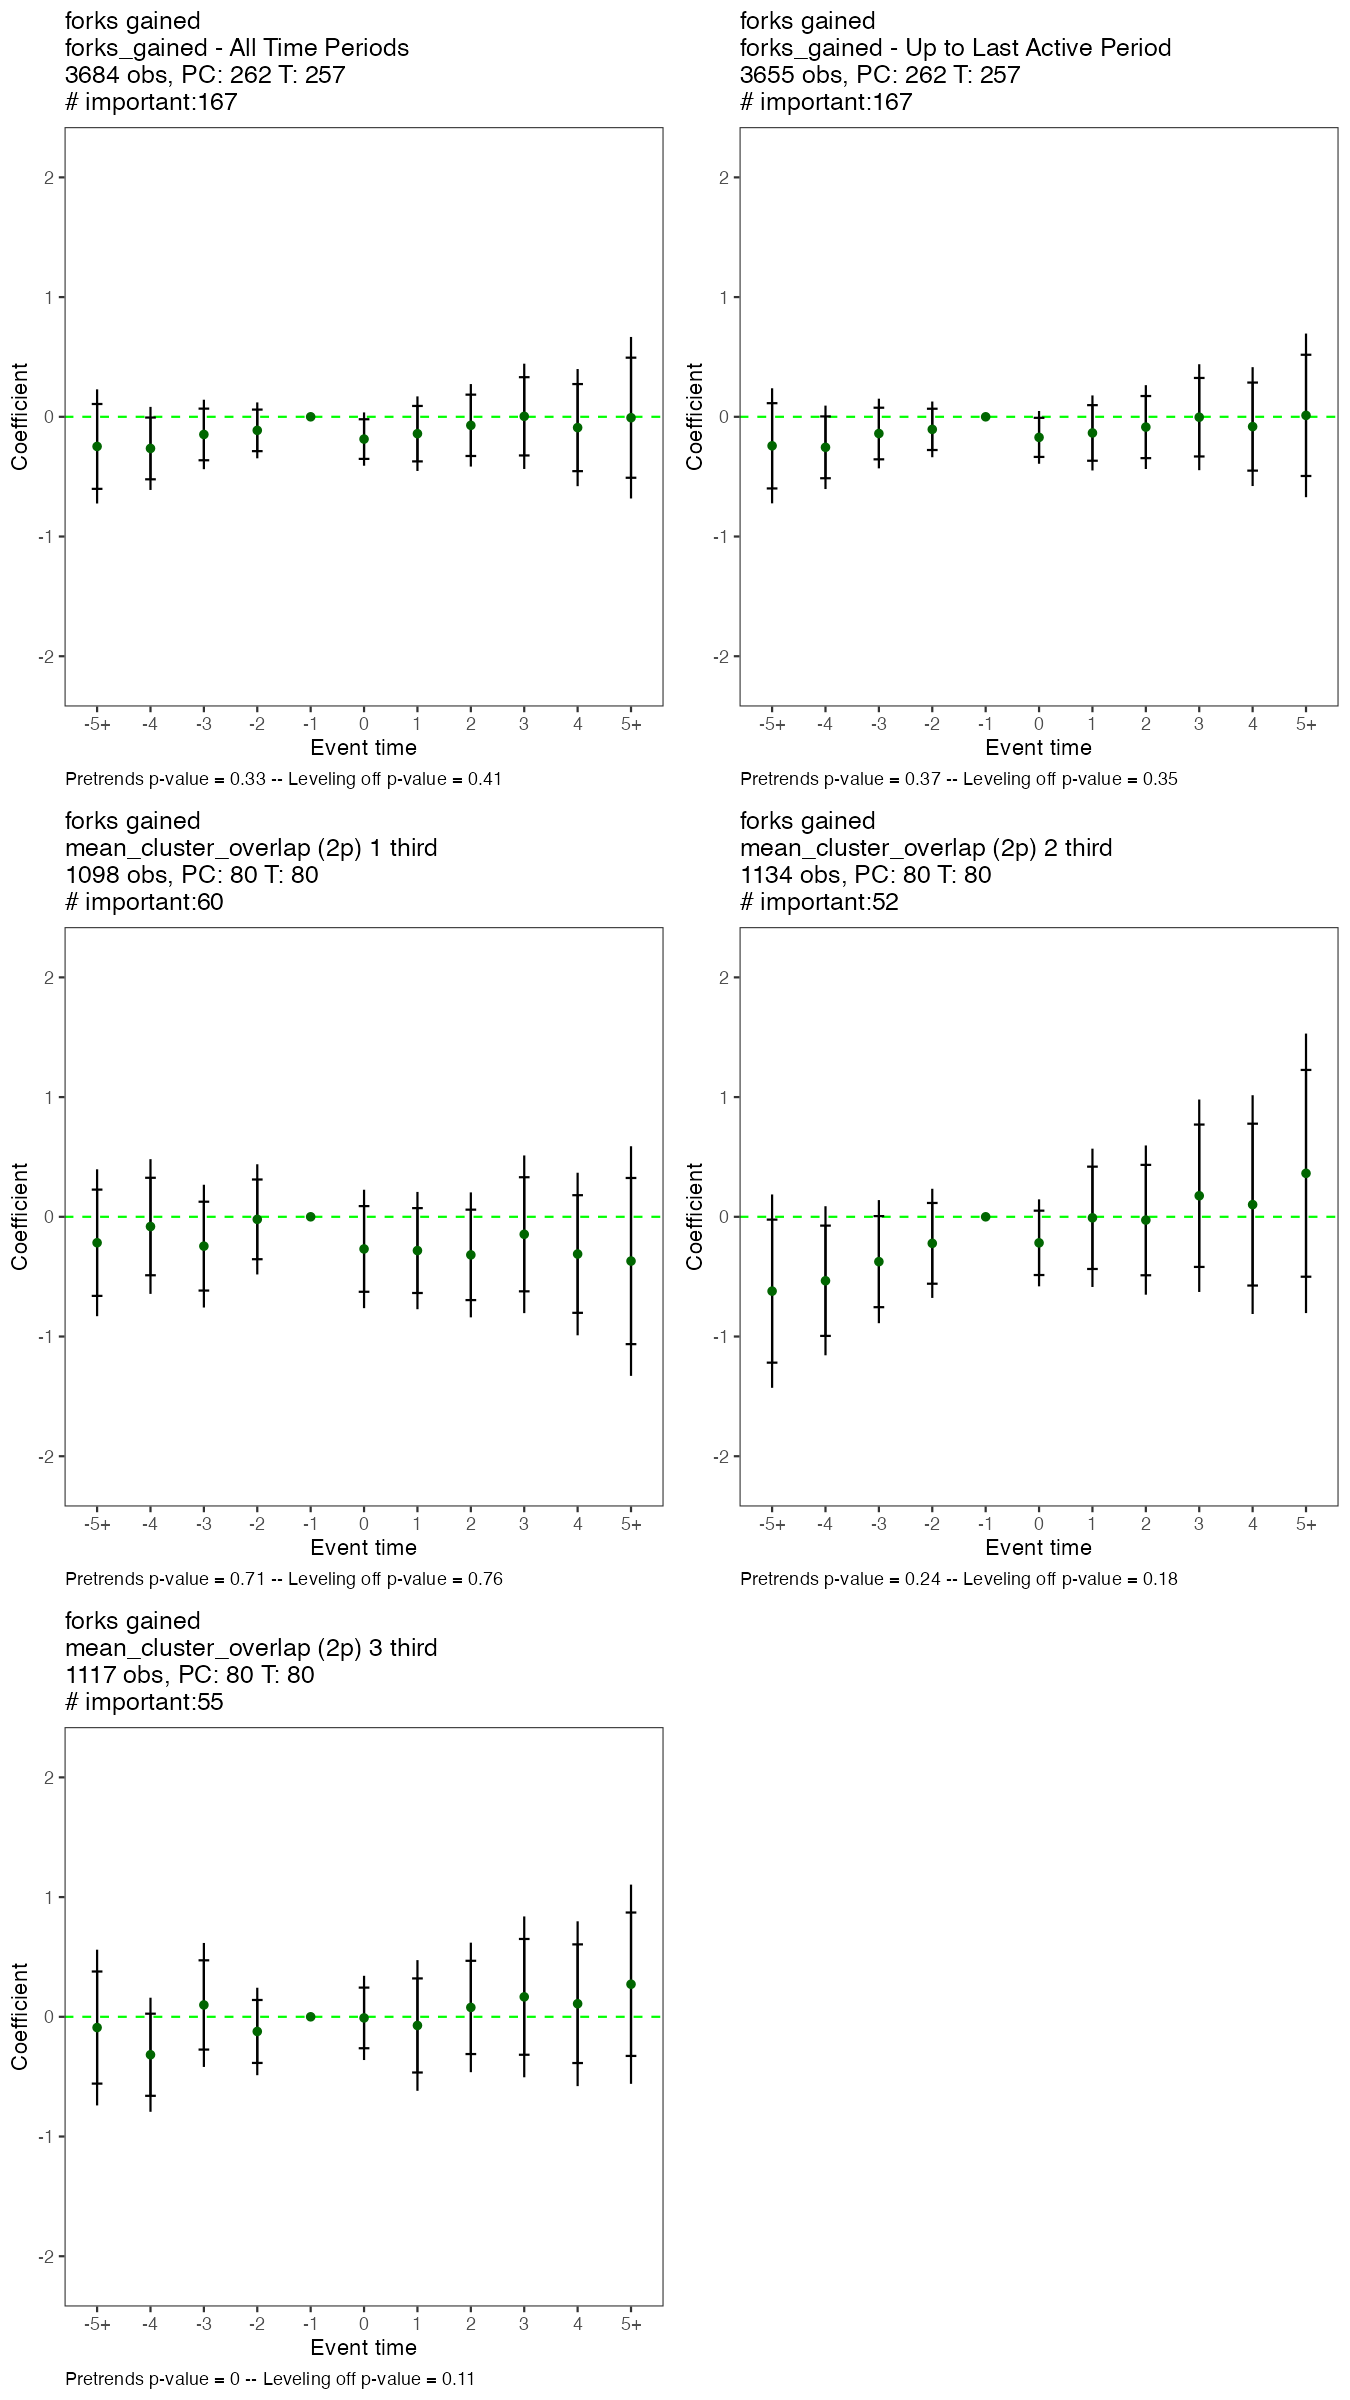 forks gained
forks_gained - All Time Periods
3684 obs, PC: 262 T: 257
# important:167
2
1
0
-1
-2
Coefficient
-5+ -4 -3 -2 -1 0 1 2 3 4 5+
Event time
Pretrends p-value = 0.33 -- Leveling off p-value = 0.41
forks gained
forks_gained - Up to Last Active Period
3655 obs, PC: 262 T: 257
# important:167
2
1
0
-1
-2
Coefficient
-5+ -4 -3 -2 -1 0 1 2 3 4 5+
Event time
Pretrends p-value = 0.37 -- Leveling off p-value = 0.35
forks gained
mean_cluster_overlap (2p) 1 third
1098 obs, PC: 80 T: 80
# important:60
2
1
0
-1
-2
Coefficient
-5+ -4 -3 -2 -1 0 1 2 3 4 5+
Event time
Pretrends p-value = 0.71 -- Leveling off p-value = 0.76
forks gained
mean_cluster_overlap (2p) 2 third
1134 obs, PC: 80 T: 80
# important:52
2
1
0
-1
-2
Coefficient
-5+ -4 -3 -2 -1 0 1 2 3 4 5+
Event time
Pretrends p-value = 0.24 -- Leveling off p-value = 0.18
forks gained
mean_cluster_overlap (2p) 3 third
1117 obs, PC: 80 T: 80
# important:55
2
1
0
-1
-2
Coefficient
-5+ -4 -3 -2 -1 0 1 2 3 4 5+
Event time
Pretrends p-value = 0 -- Leveling off p-value = 0.11